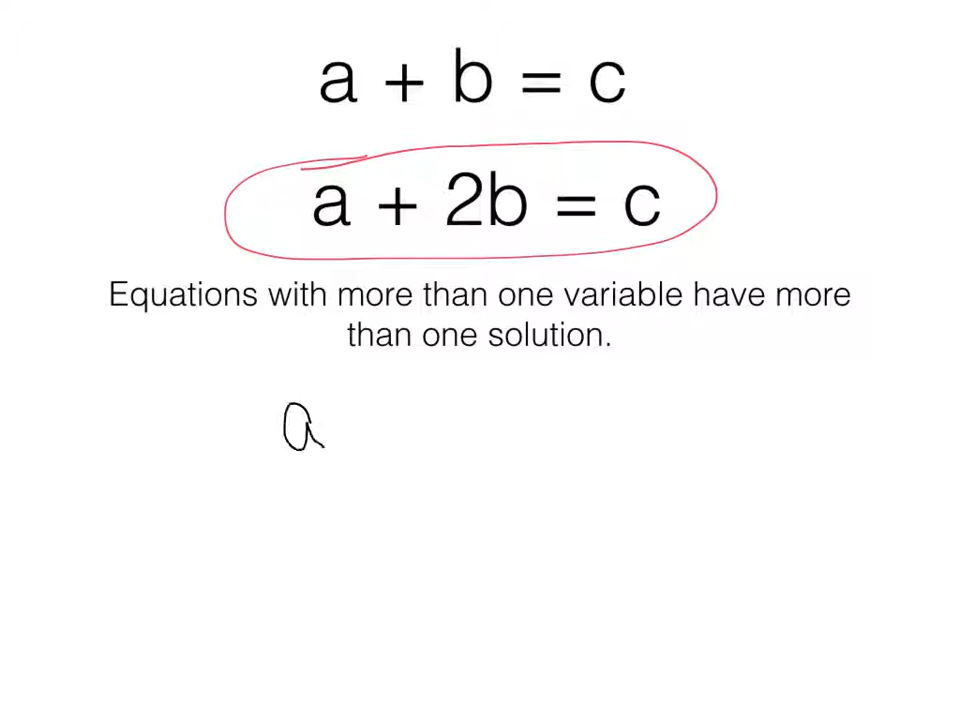 a + b = c
a + 2b = c
Equations with more than one variable have more
than one solution.
a